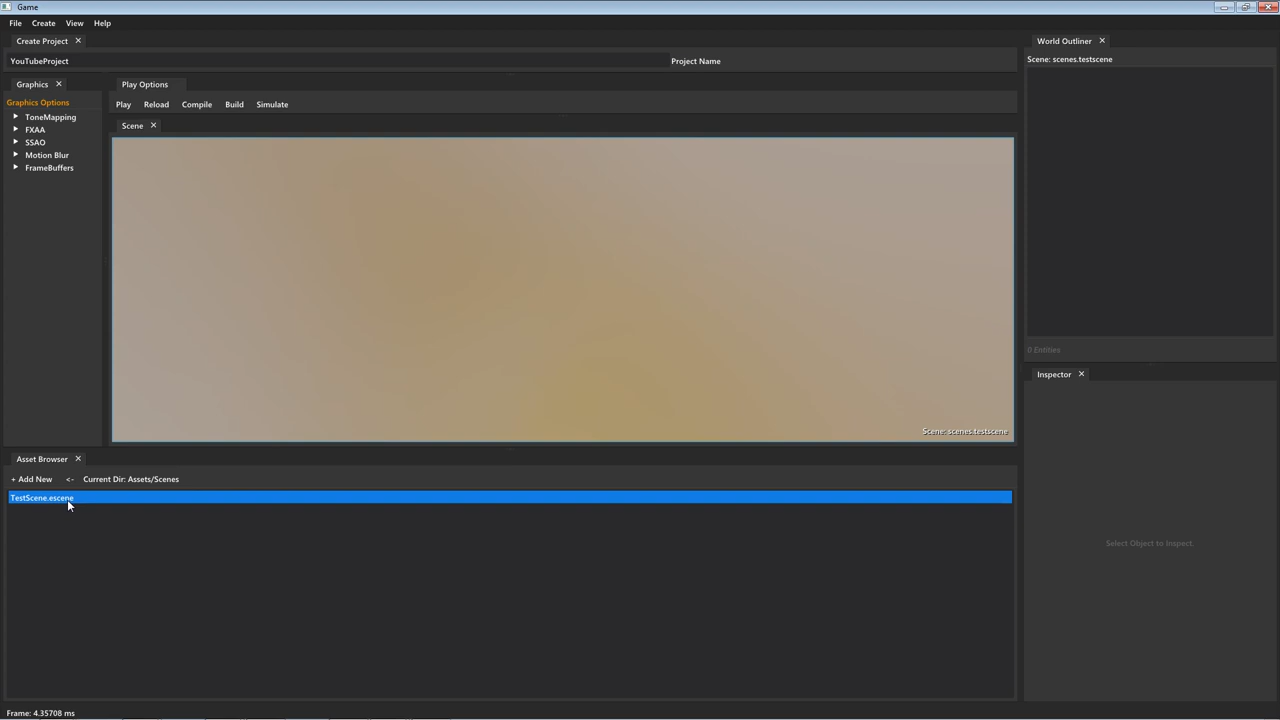 Game
File Create View Help
Create Project
YouTubeProject Project Name
Graphics
Graphics Options
ToneMapping
FXAA
SSAO
Motion Blur
FrameBuffers
Play Options
Play Reload Compile Build Simulate
Scene
Scene: scenes.testscene
World Outliner
Scene: scenes.testscene
0 Entities
Inspector
Select Object to Inspect.
Asset Browser
+ Add New <- Current Dir: Assets/Scenes
TestScene.escene
Frame: 4.35708 ms